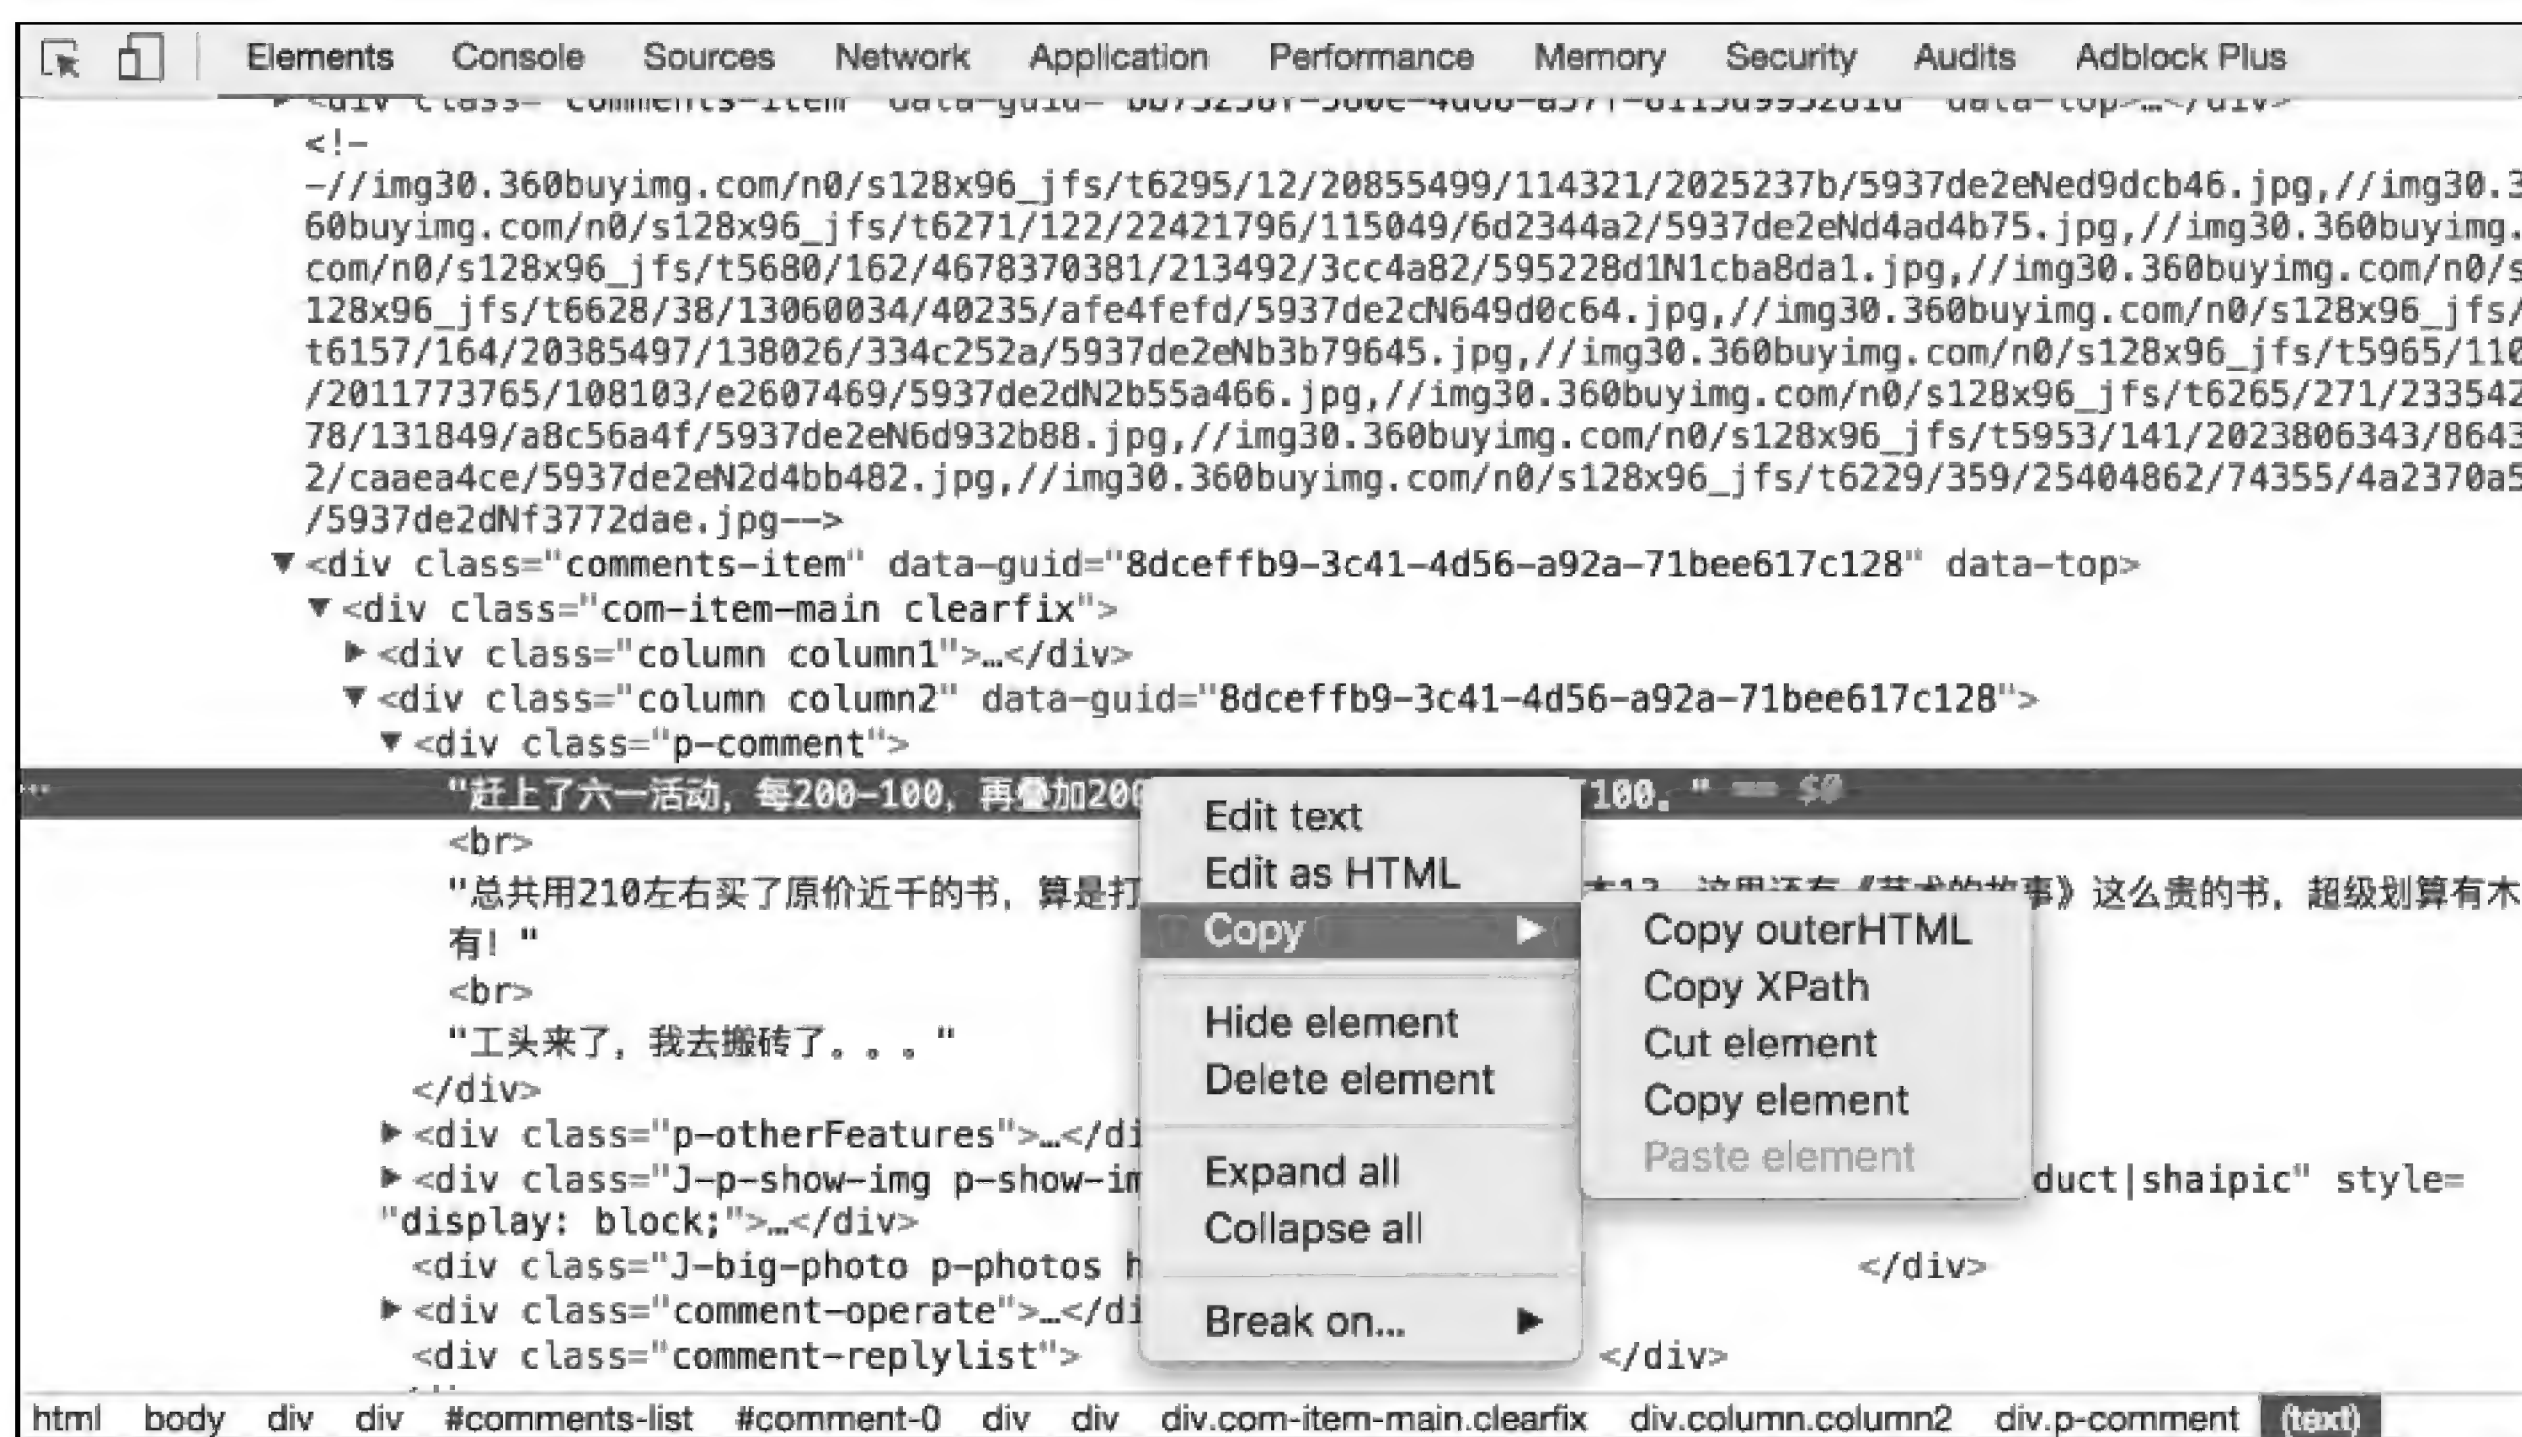 Elements Console Sources Network Application Performance Memory Security Audits Adblock Plus
<!-
-//img30.360buyimg.com/n0/s128x96_jfs/t6295/12/20855499/114321/2025237b/5937de2eNed9dcb46.jpg,//img30.3
60buyimg.com/n0/s128x96_jfs/t6271/122/22421796/115049/6d2344a2/5937de2eNd4ad4b75.jpg,//img30.360buyimg.
com/n0/s128x96_jfs/t5680/162/4678370381/213492/3cc4a82/595228d1N1cba8da1.jpg,//img30.360buyimg.com/n0/s
128x96_jfs/t6628/38/13060034/40235/afe4fefd/5937de2cN649d0c64.jpg,//img30.360buyimg.com/n0/s128x96_jfs/
t6157/164/20385497/138026/334c252a/5937de2eNb3b79645.jpg,//img30.360buyimg.com/n0/s128x96_jfs/t5965/110
/2011773765/108103/e2607469/5937de2dN2b55a466.jpg,//img30.360buyimg.com/n0/s128x96_jfs/t6265/271/233542
78/131849/a8c56a4f/5937de2eN6d932b88.jpg,//img30.360buyimg.com/n0/s128x96_jfs/t5953/141/2023806343/8643
2/caaea4ce/5937de2eN2d4bb482.jpg,//img30.360buyimg.com/n0/s128x96_jfs/t6229/359/25404862/74355/4a2370a5
/5937de2dNf3772dae.jpg-->
▼<div class="comments-item" data-guid="8dceffb9-3c41-4d56-a92a-71bee617c128" data-top>
▼<div class="com-item-main clearfix">
▶<div class="column column1">…</div>
▼<div class="column column2" data-guid="8dceffb9-3c41-4d56-a92a-71bee617c128">
▼<div class="p-comment">
"赶上了六一活动，每200-100，再叠加200 100。" == $0
<br>
"总共用210左右买了原价近千的书，算是打 事》这么贵的书，超级划算有木
有！"
<br>
"工头来了，我去搬砖了。。。"
</div>
▶<div class="p-otherFeatures">…</di
▶<div class="J-p-show-img p-show-im duct|shaipic" style=
"display: block;">…</div>
<div class="J-big-photo p-photos h </div>
▶<div class="comment-operate">…</di
<div class="comment-replylist"> </div>
Edit text
Edit as HTML
Copy ▶
Hide element
Delete element
Expand all
Collapse all
Break on... ▶
Copy outerHTML
Copy XPath
Cut element
Copy element
Paste element
html body div div #comments-list #comment-0 div div div.com-item-main.clearfix div.column.column2 div.p-comment (text)